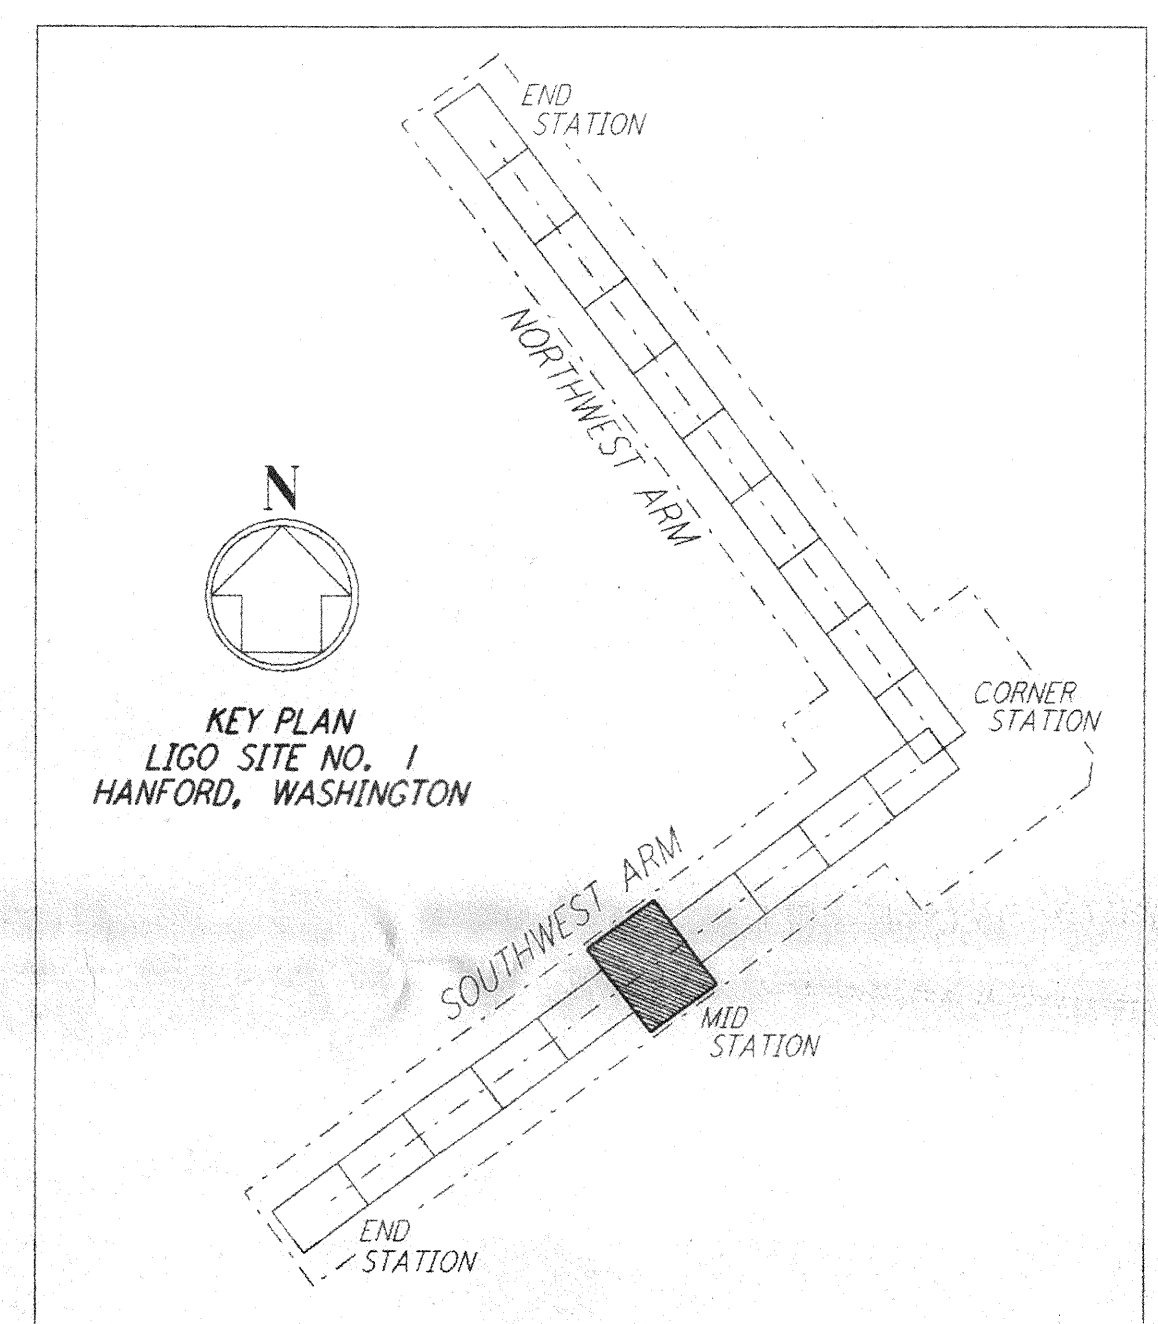 END
STATION
NORTHWEST ARM
N
CORNER
STATION
KEY PLAN
LIGO SITE NO. 1
HANFORD, WASHINGTON
SOUTHWEST ARM
MID
STATION
END
STATION